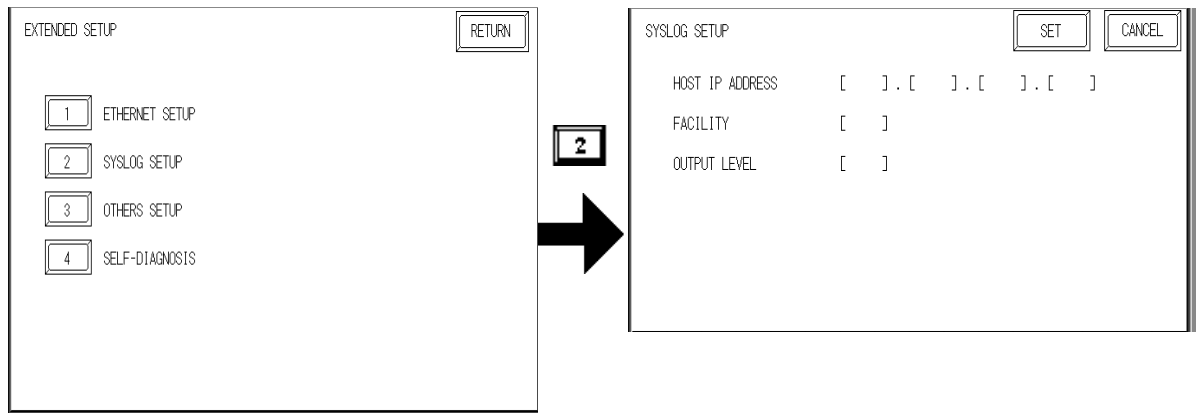 EXTENDED SETUP
RETURN
1 ETHERNET SETUP
2 SYSLOG SETUP
3 OTHERS SETUP
4 SELF-DIAGNOSIS
2
SYSLOG SETUP
SET
CANCEL
HOST IP ADDRESS [ ].[ ].[ ].[ ]
FACILITY [ ]
OUTPUT LEVEL [ ]